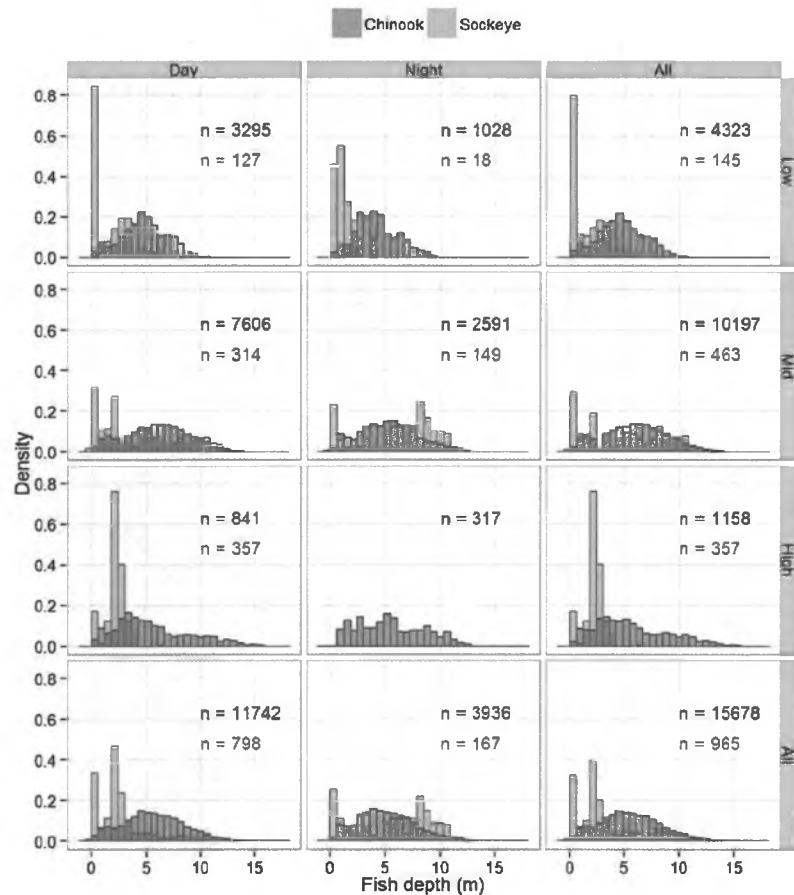 Chinook Sockeye
Day Night All
Low
n = 3295 n = 1028 n = 4323
n = 127 n = 18 n = 145
0.8
0.6
0.4
0.2
0.0
Mid
n = 7606 n = 2591 n = 10197
n = 314 n = 149 n = 463
0.8
0.6
0.4
0.2
0.0
Density
High
n = 841 n = 317 n = 1158
n = 357 n = 357
0.8
0.6
0.4
0.2
0.0
All
n = 11742 n = 3936 n = 15678
n = 798 n = 167 n = 965
0.8
0.6
0.4
0.2
0.0
0 5 10 15 0 5 10 15 0 5 10 15
Fish depth (m)